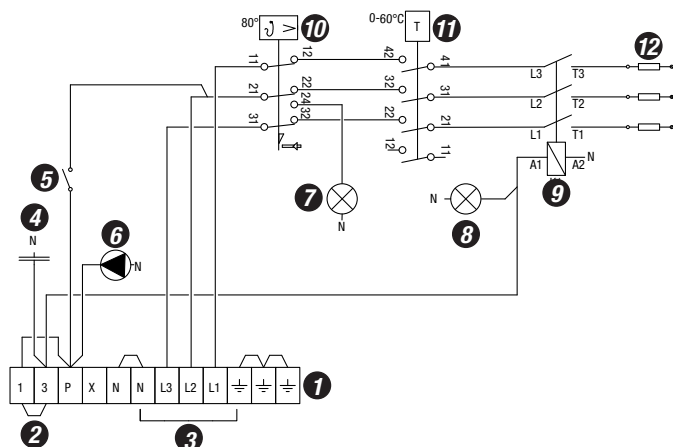 80° 10 0-60°C T 11 12
11 12 42 41 L3 T3
21 22 32 31 L2 T2
24
31 32 22 21 L1 T1
12 11
A1 A2 N
5 7 N 8 9
N
4
N
6 N
1 3 P X N N L3 L2 L1 1
2 3